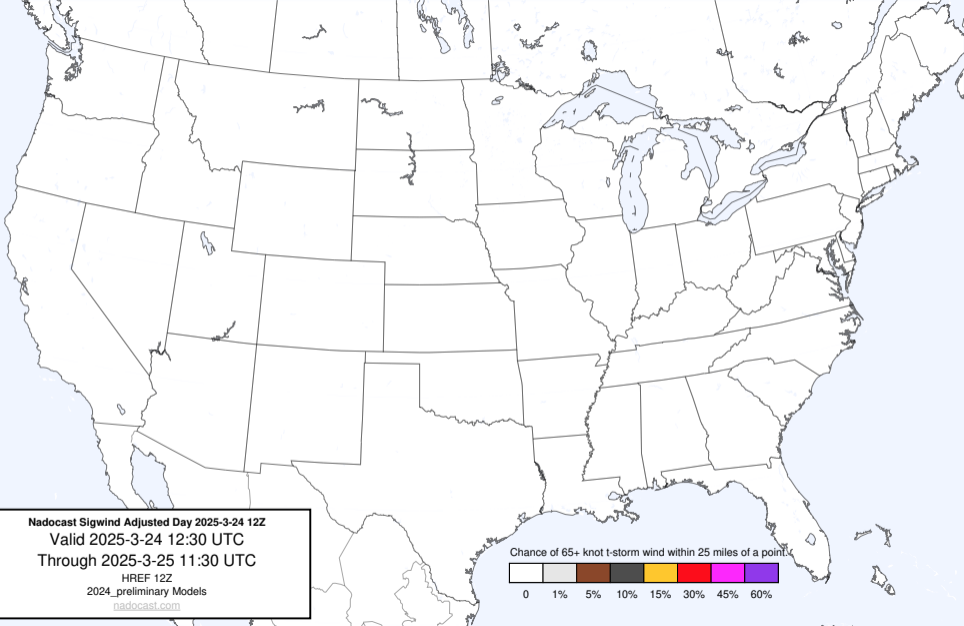 Nadocast Sigwind Adjusted Day 2025-3-24 12Z
Valid 2025-3-24 12:30 UTC
Through 2025-3-25 11:30 UTC
HREF 12Z
2024_preliminary Models
nadocast.com
Chance of 65+ knot t-storm wind within 25 miles of a point.
0 1% 5% 10% 15% 30% 45% 60%